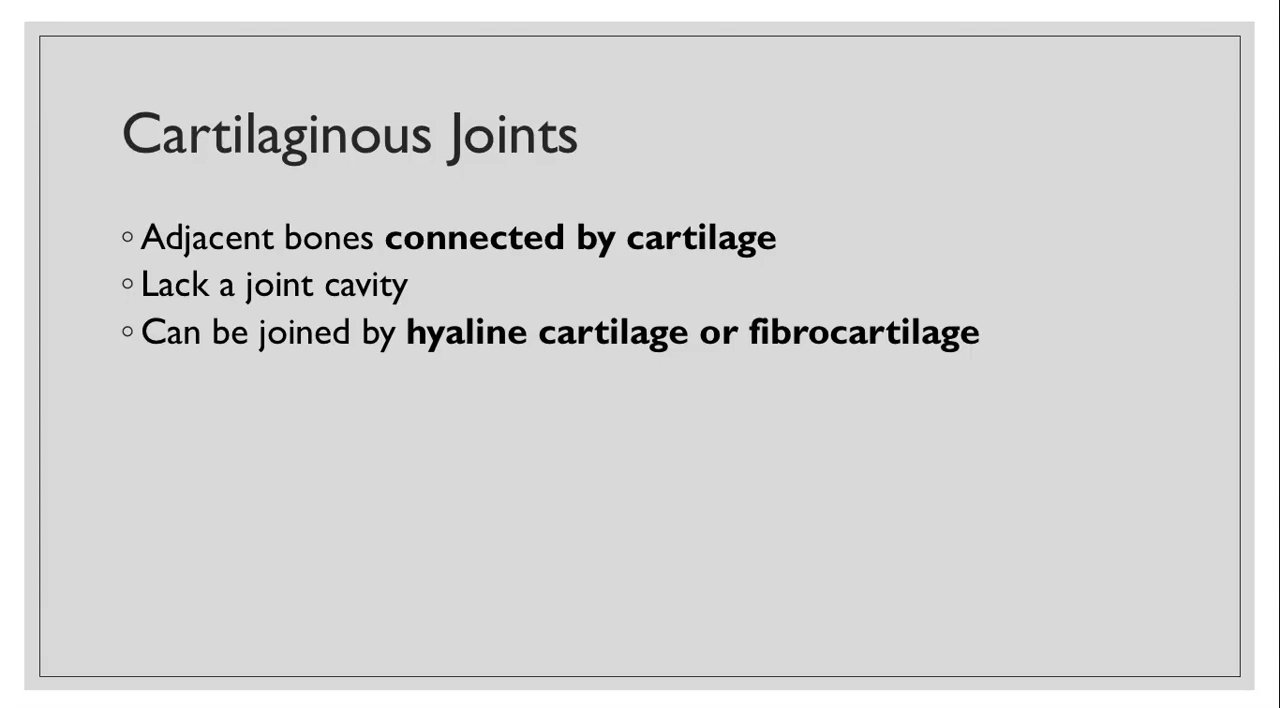 Cartilaginous Joints
◦ Adjacent bones connected by cartilage
◦ Lack a joint cavity
◦ Can be joined by hyaline cartilage or fibrocartilage